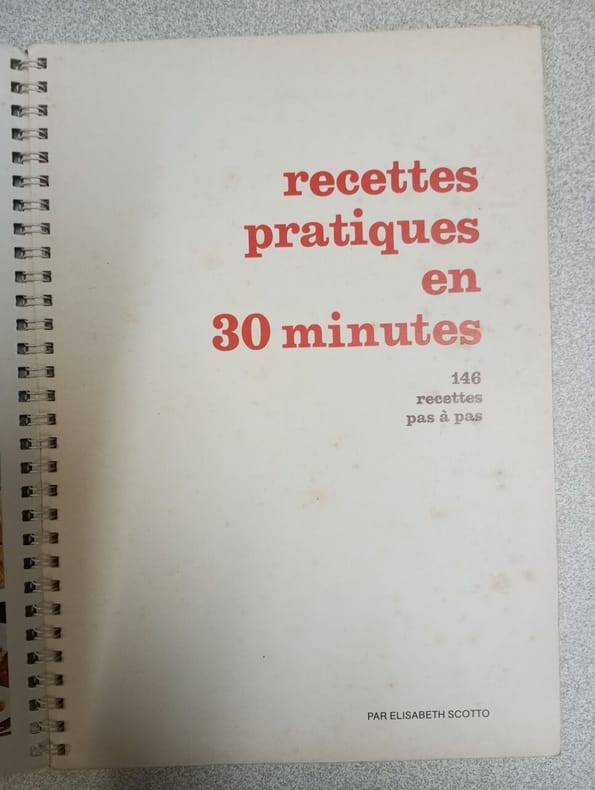 recettes
pratiques
en
30 minutes
146
recettes
pas à pas
PAR ELISABETH SCOTTO